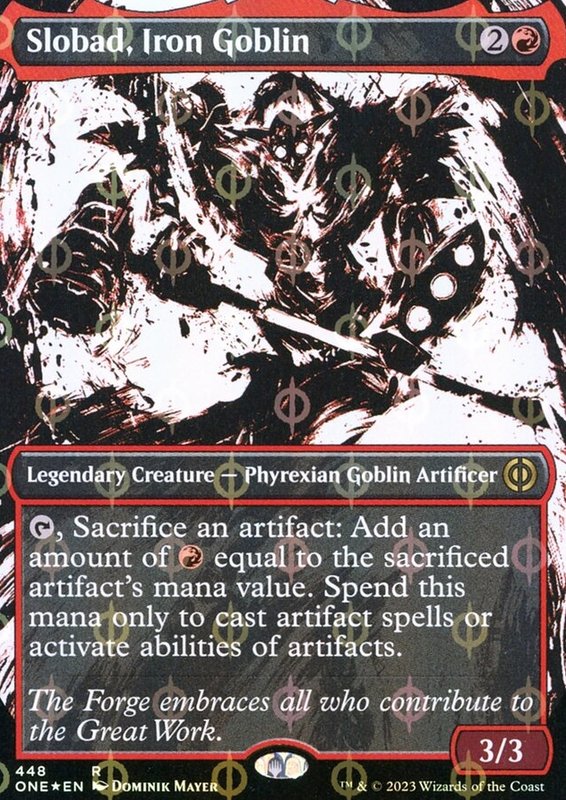 Slobad, Iron Goblin 2
Legendary Creature — Phyrexian Goblin Artificer
, Sacrifice an artifact: Add an
amount of equal to the sacrificed
artifact's mana value. Spend this
mana only to cast artifact spells or
activate abilities of artifacts.
The Forge embraces all who contribute to
the Great Work.
3/3
448 R
ONE★EN DOMINIK MAYER
™ & © 2023 Wizards of the Coast